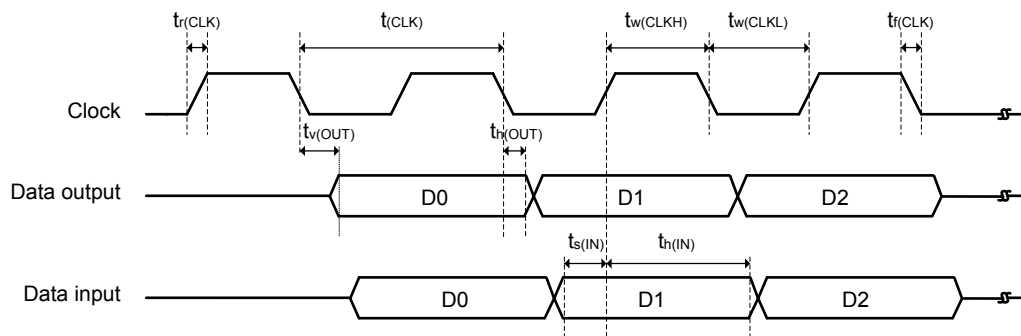 tr(CLK) t(CLK) tw(CLKH) tw(CLKL) tf(CLK)
Clock
tv(OUT) th(OUT)
Data output D0 D1 D2
ts(IN) th(IN)
Data input D0 D1 D2